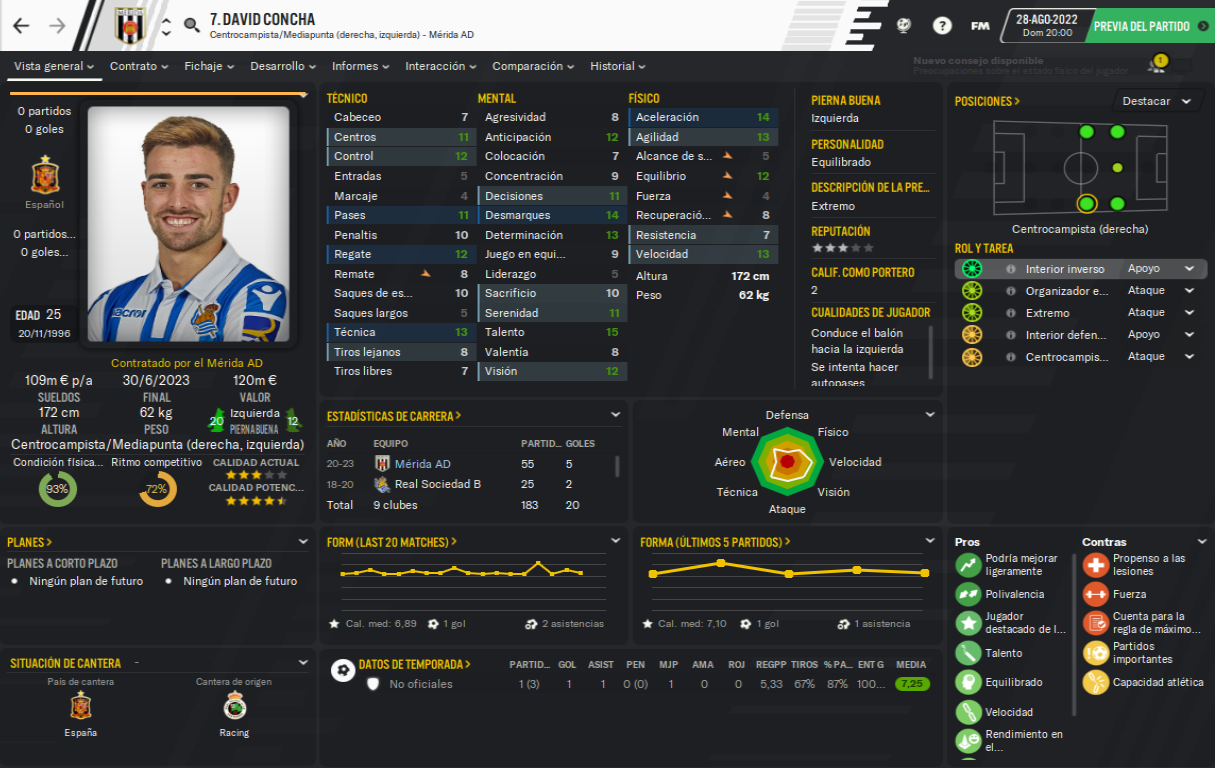 7. DAVID CONCHA
Centrocampista/Mediapunta (derecha, izquierda) - Mérida AD
?
FM
28-AGO-2022
Dom 20:00
PREVIA DEL PARTIDO
Vista general
Contrato
Fichaje
Desarrollo
Informes
Interacción
Comparación
Historial
Nuevo consejo disponible
Preocupaciones sobre el estado físico del jugador
1
0 partidos
0 goles
Español
0 partidos...
0 goles...
EDAD 25
20/11/1996
Contratado por el Mérida AD
109m € p/a
SUELDOS
30/6/2023
FINAL
120m €
VALOR
172 cm
ALTURA
62 kg
PESO
20
Izquierda
PIERNA BUENA
12
Centrocampista/Mediapunta (derecha, izquierda)
Condición física...
93%
Ritmo competitivo
72%
CALIDAD ACTUAL
CALIDAD POTENC...
TÉCNICO
Cabeceo 7
Centros 11
Control 12
Entradas 5
Marcaje 4
Pases 11
Penaltis 10
Regate 12
Remate 8
Saques de es... 10
Saques largos 5
Técnica 13
Tiros lejanos 8
Tiros libres 7
MENTAL
Agresividad 8
Anticipación 12
Colocación 7
Concentración 9
Decisiones 11
Desmarques 14
Determinación 13
Juego en equi... 9
Liderazgo 5
Sacrificio 10
Serenidad 11
Talento 15
Valentía 8
Visión 12
FÍSICO
Aceleración 14
Agilidad 13
Alcance de s... 5
Equilibrio 12
Fuerza 4
Recuperació... 8
Resistencia 7
Velocidad 13
Altura 172 cm
Peso 62 kg
PIERNA BUENA
Izquierda
PERSONALIDAD
Equilibrado
DESCRIPCIÓN DE LA PRE...
Extremo
REPUTACIÓN
CALIF. COMO PORTERO
2
CUALIDADES DE JUGADOR
Conduce el balón
hacia la izquierda
Se intenta hacer
autopases
POSICIONES
Destacar
Centrocampista (derecha)
ROL Y TAREA
Interior inverso Apoyo
Organizador e... Ataque
Extremo Ataque
Interior defen... Apoyo
Centrocampis... Ataque
ESTADÍSTICAS DE CARRERA
AÑO EQUIPO PARTID... GOLES
20-23 Mérida AD 55 5
18-20 Real Sociedad B 25 2
Total 9 clubes 183 20
Defensa
Mental
Físico
Aéreo
Velocidad
Técnica
Visión
Ataque
PLANES
PLANES A CORTO PLAZO
Ningún plan de futuro
PLANES A LARGO PLAZO
Ningún plan de futuro
FORM (LAST 20 MATCHES)
Cal. med: 6,89
1 gol
2 asistencias
FORMA (ÚLTIMOS 5 PARTIDOS)
Cal. med: 7,10
1 gol
1 asistencia
Pros
Podría mejorar
ligeramente
Polivalencia
Jugador
destacado de l...
Talento
Equilibrado
Velocidad
Rendimiento en
el...
Contras
Propenso a las
lesiones
Fuerza
Cuenta para la
regla de máximo...
Partidos
importantes
Capacidad atlética
SITUACIÓN DE CANTERA -
País de cantera
España
Cantera de origen
Racing
DATOS DE TEMPORADA
PARTID... GOL ASIST PEN MJP AMA ROJ REGPP TIROS % PA... ENT G MEDIA
No oficiales 1 (3) 1 1 0 (0) 1 0 0 5,33 67% 87% 100... 7,25